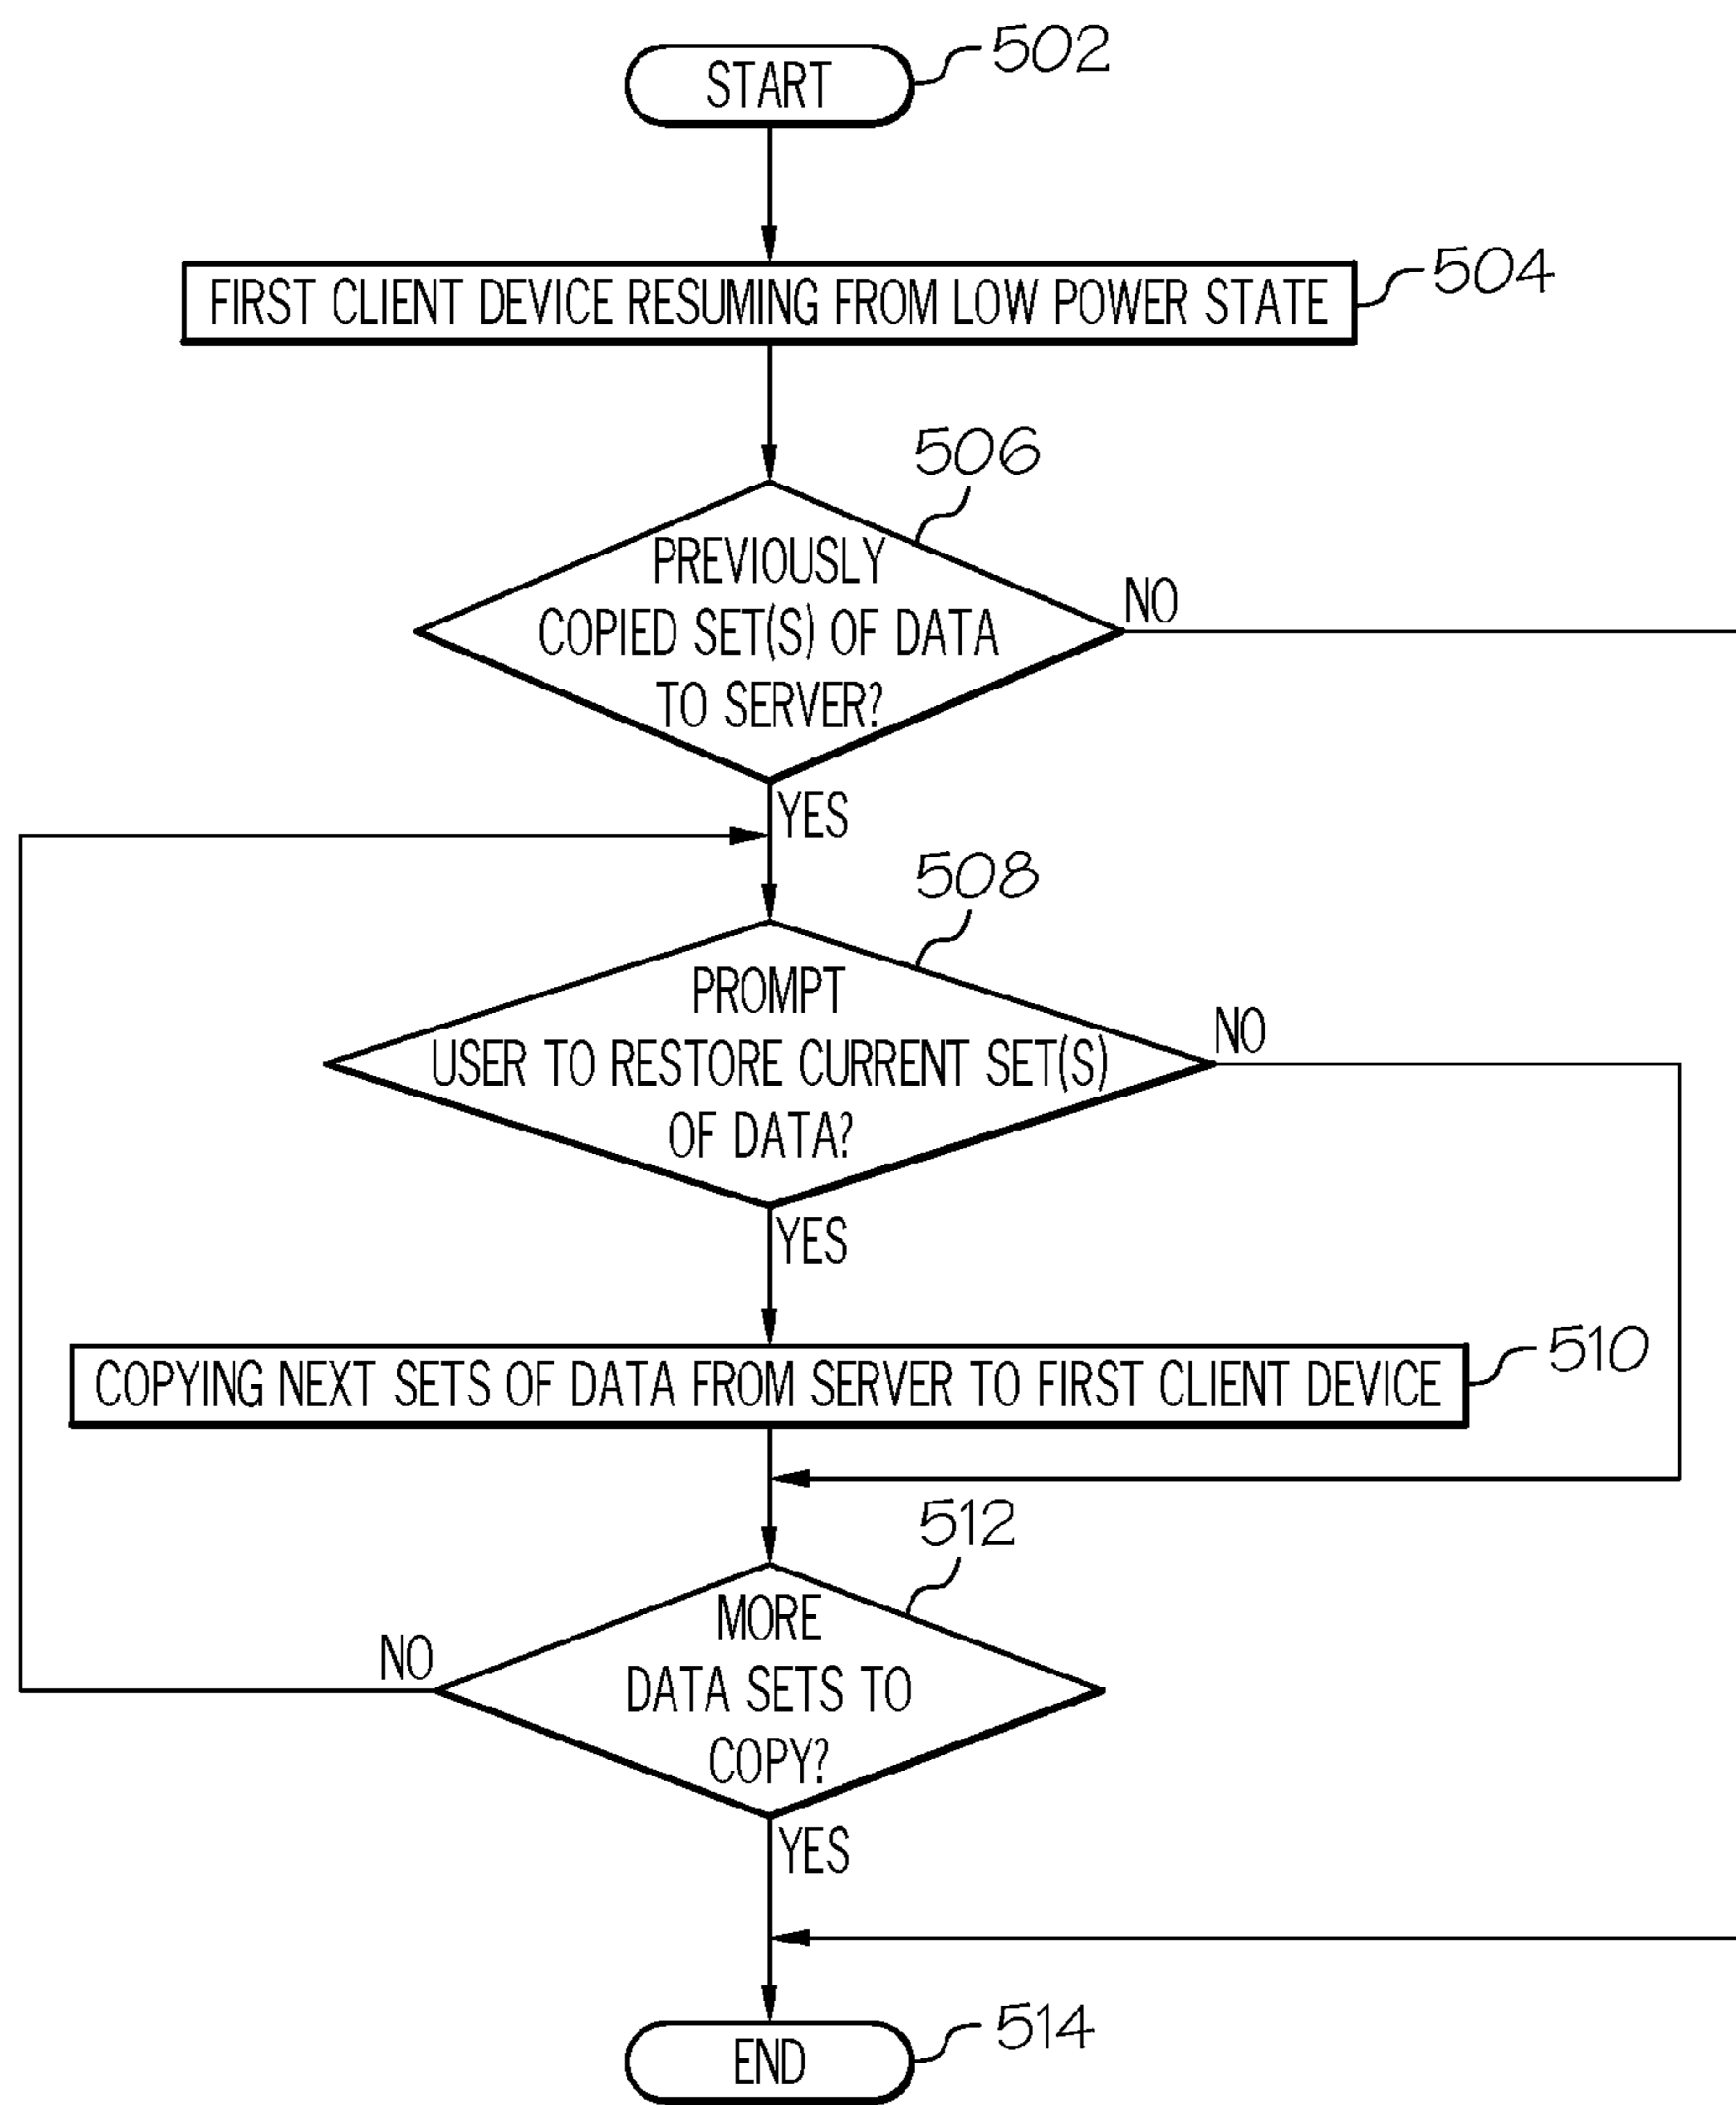 START
502
FIRST CLIENT DEVICE RESUMING FROM LOW POWER STATE
504
506
PREVIOUSLY
COPIED SET(S) OF DATA
TO SERVER?
NO
YES
508
PROMPT
USER TO RESTORE CURRENT SET(S)
OF DATA?
NO
YES
COPYING NEXT SETS OF DATA FROM SERVER TO FIRST CLIENT DEVICE
510
512
MORE
DATA SETS TO
COPY?
NO
YES
END
514